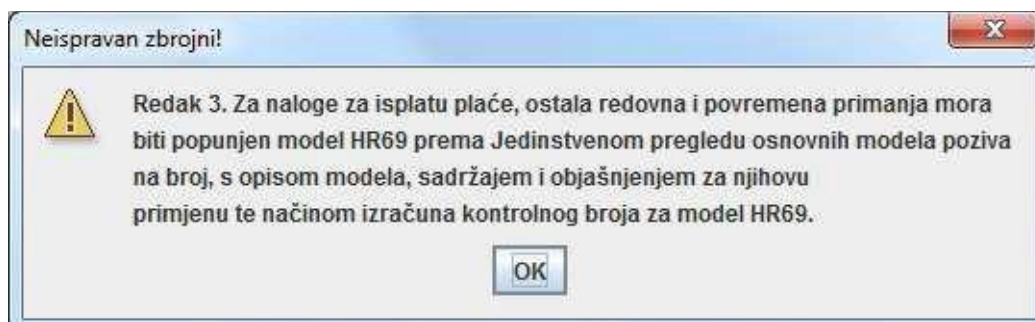 Neispravan zbrojni!
Redak 3. Za naloge za isplatu plaće, ostala redovna i povremena primanja mora
biti popunjen model HR69 prema Jedinstvenom pregledu osnovnih modela poziva
na broj, s opisom modela, sadržajem i objašnjenjem za njihovu
primjenu te načinom izračuna kontrolnog broja za model HR69.
OK